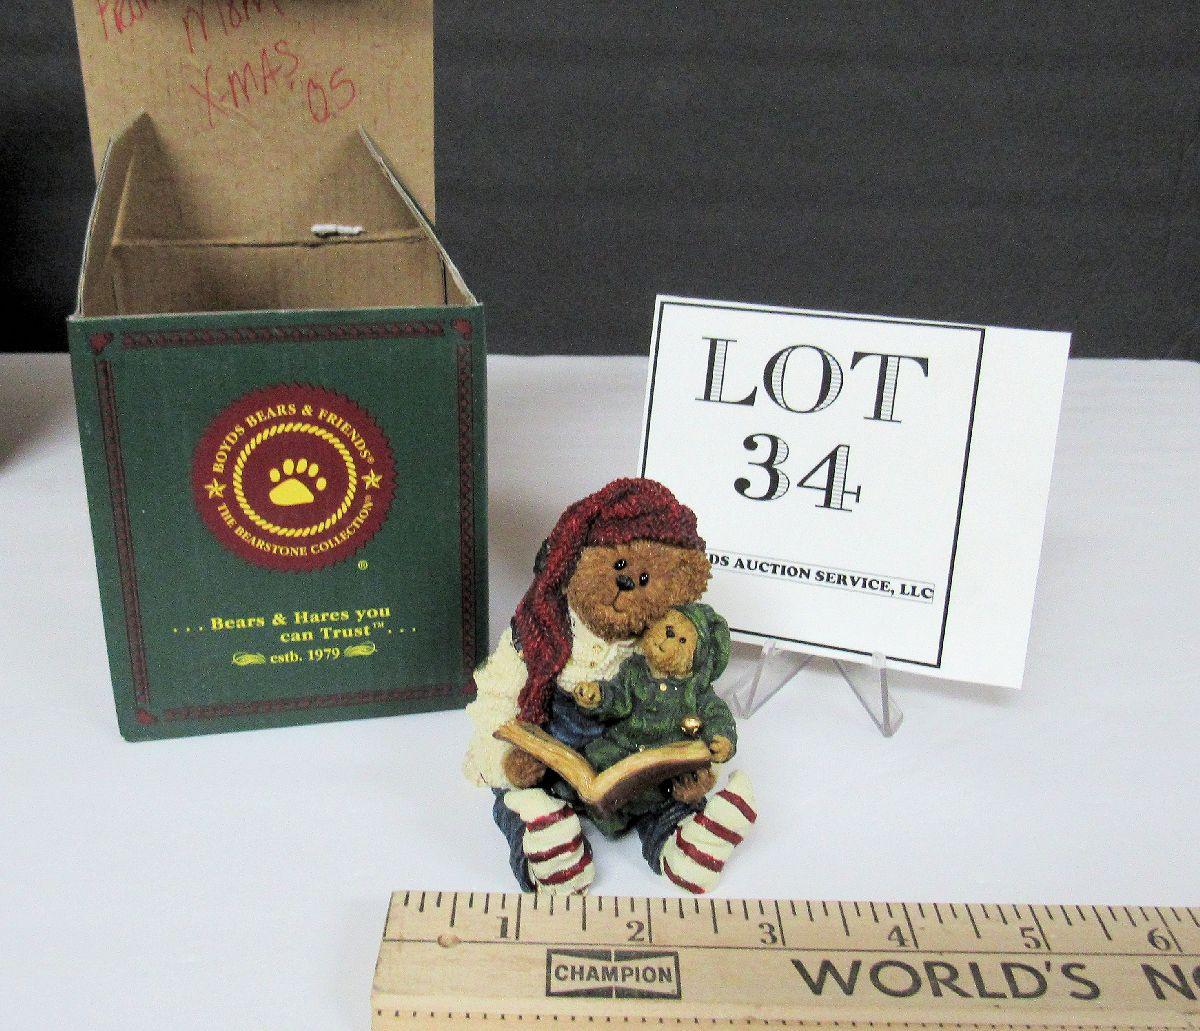 MOM
X-MAS
05
BOYDS BEARS & FRIENDS®
THE BEARSTONE COLLECTION®
®
...Bears & Hares you
can Trust™...
estb. 1979
LOT
34
DS AUCTION SERVICE, LLC
1 2 3 4 5 6
CHAMPION
WORLD'S